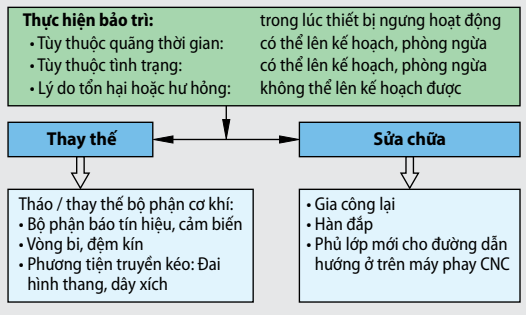 Thực hiện bảo trì: trong lúc thiết bị ngưng hoạt động
• Tùy thuộc quãng thời gian: có thể lên kế hoạch, phòng ngừa
• Tùy thuộc tình trạng: có thể lên kế hoạch, phòng ngừa
• Lý do tổn hại hoặc hư hỏng: không thể lên kế hoạch được
Thay thế
Sửa chữa
Tháo / thay thế bộ phận cơ khí:
• Bộ phận báo tín hiệu, cảm biến
• Vòng bi, đệm kín
• Phương tiện truyền kéo: Đai
hình thang, dây xích
• Gia công lại
• Hàn đắp
• Phủ lớp mới cho đường dẫn
hướng ở trên máy phay CNC